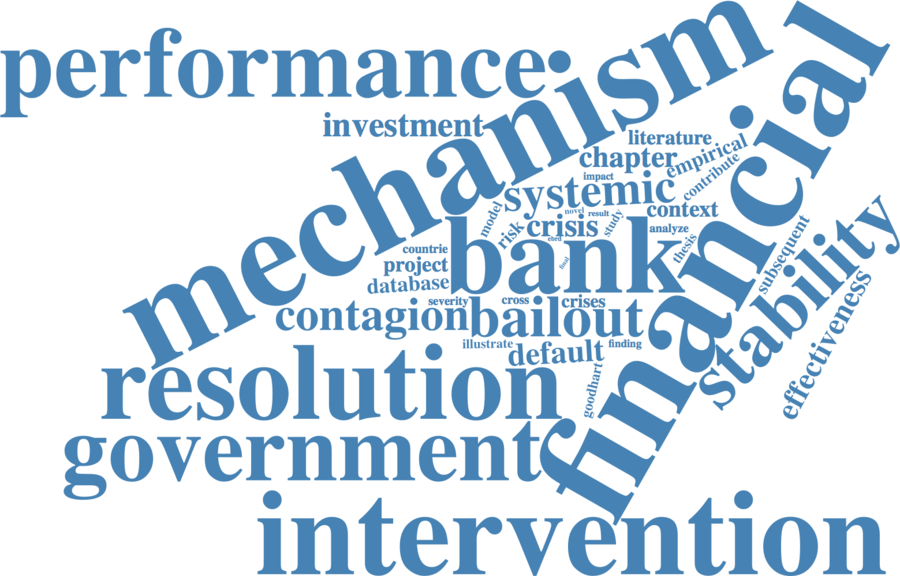 performance
mechanism
financial
investment
literature
chapter
empirical
contribute
impact
systemic
context
model
novel
result
study
risk
crisis
analyze
ebrd
thesis
final
bank
countrie
project
database
subsequent
stability
effectiveness
severity
cross
crises
contagion
bailout
illustrate
default
finding
goodhart
resolution
government
intervention